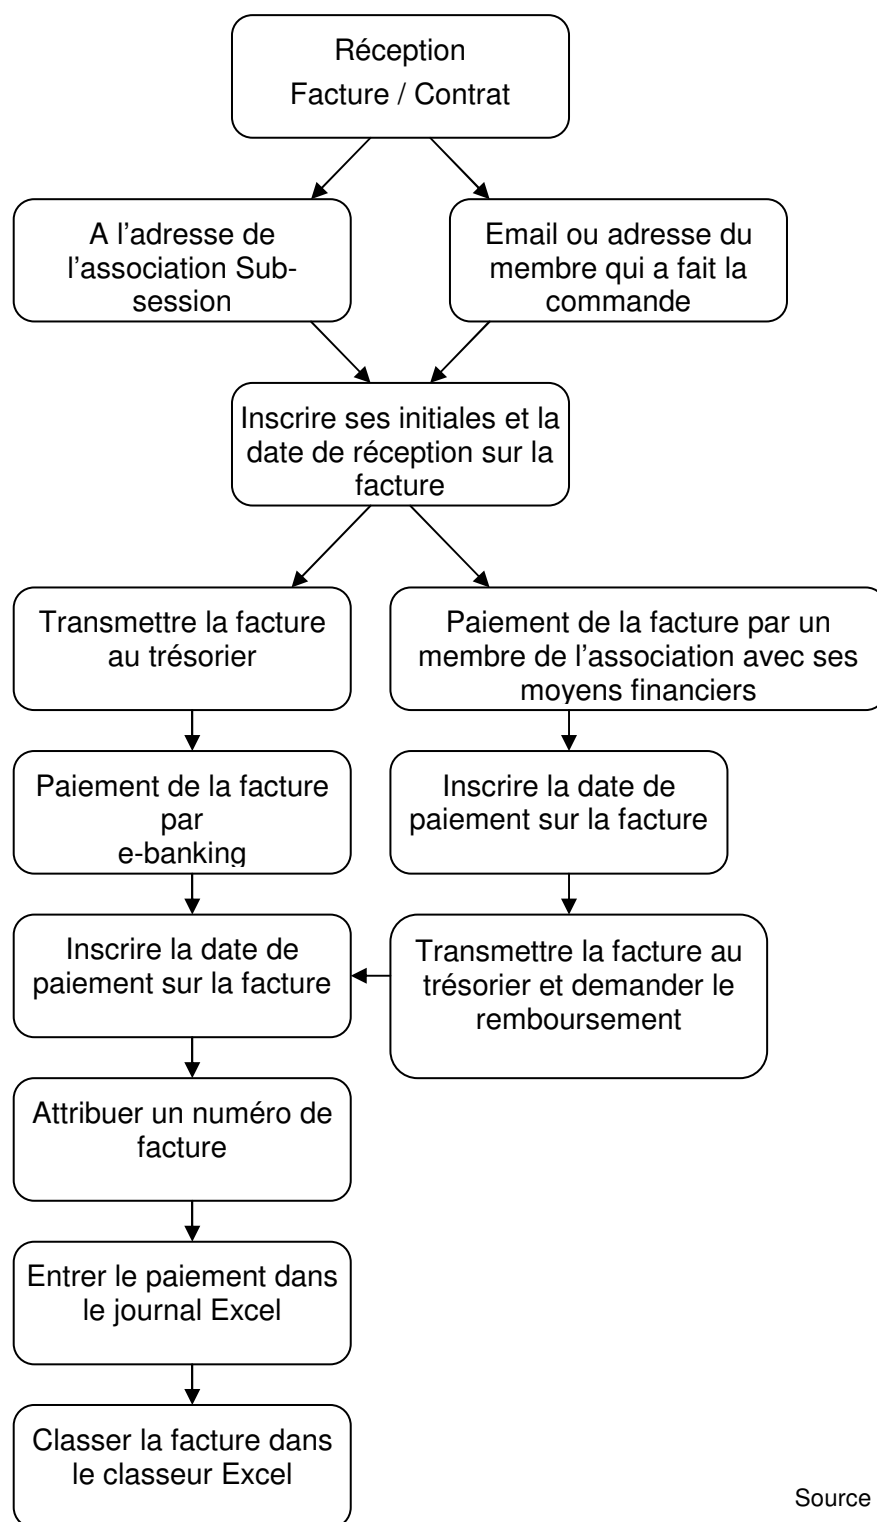 Réception
Facture / Contrat
A l’adresse de
l’association Sub-
session
Email ou adresse du
membre qui a fait la
commande
Inscrire ses initiales et la
date de réception sur la
facture
Transmettre la facture
au trésorier
Paiement de la facture par un
membre de l’association avec ses
moyens financiers
Paiement de la facture
par
e-banking
Inscrire la date de
paiement sur la facture
Inscrire la date de
paiement sur la facture
Transmettre la facture au
trésorier et demander le
remboursement
Attribuer un numéro de
facture
Entrer le paiement dans
le journal Excel
Classer la facture dans
le classeur Excel
Source